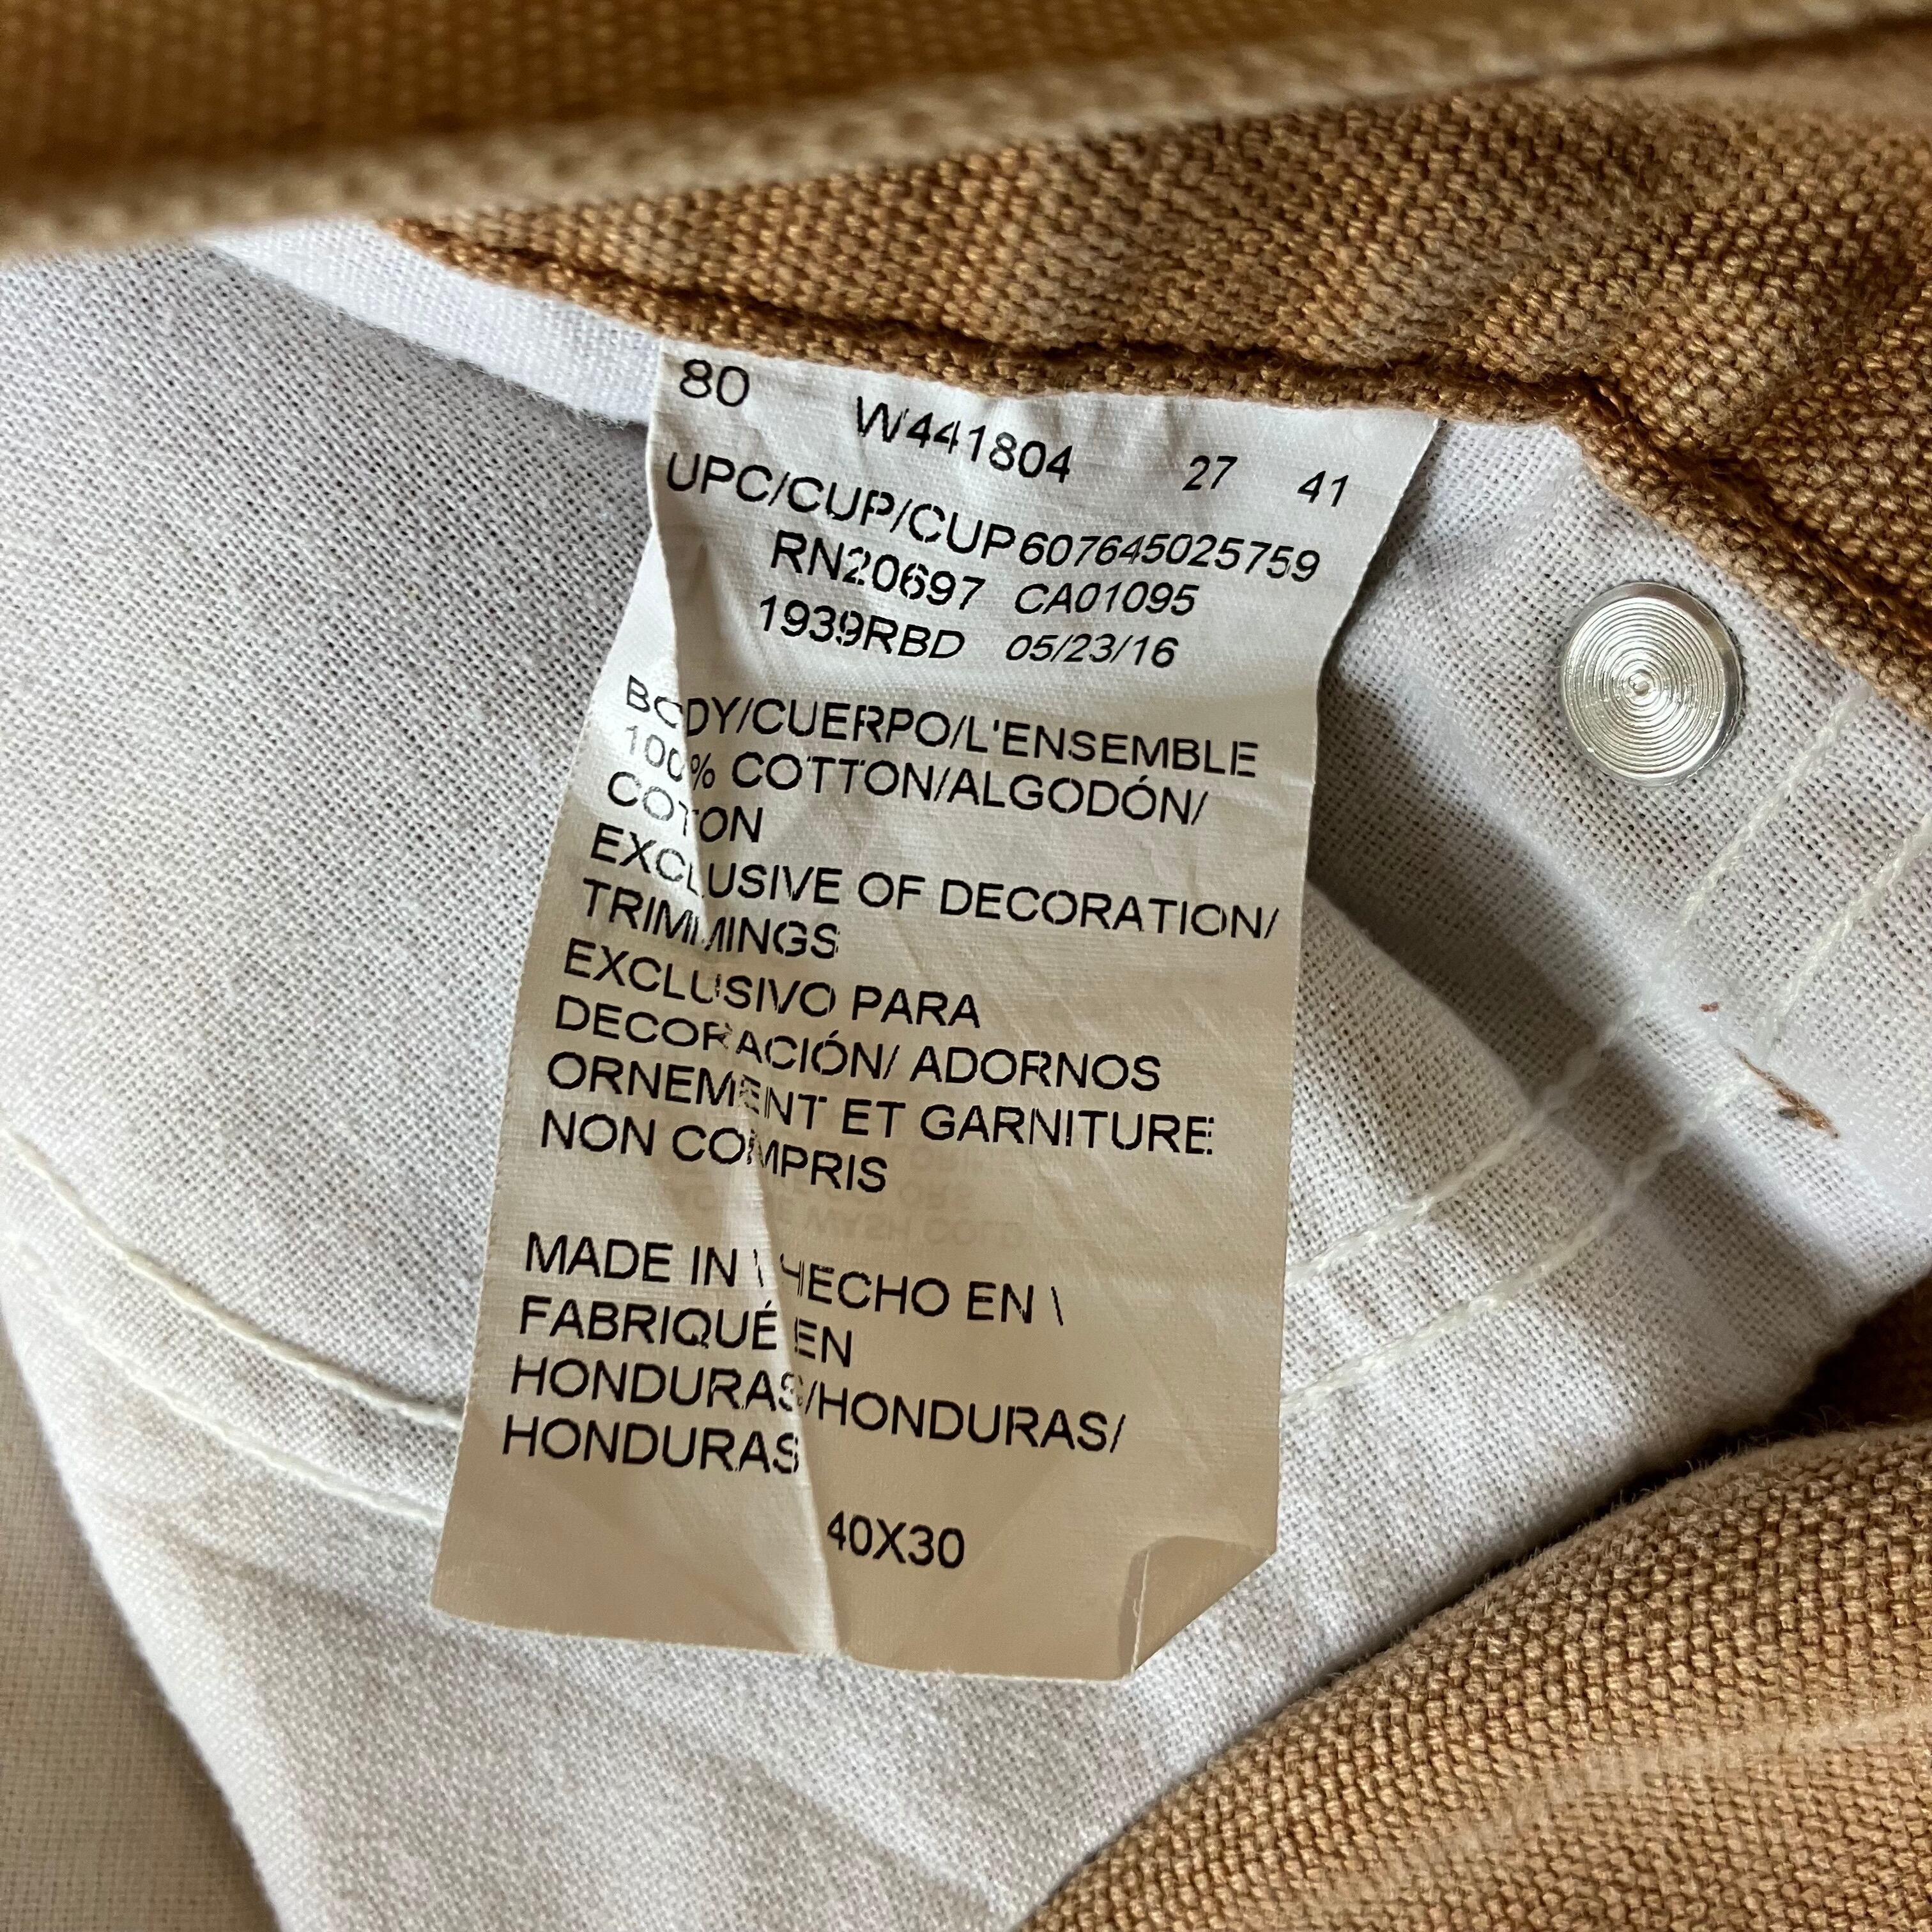 80 W441804 27 41
UPC/CUP/CUP 607645025759
RN20697 CA01095
1939RBD 05/23/16
BODY/CUERPO/L'ENSEMBLE
100% COTTON/ALGODÓN/
COTON
EXCLUSIVE OF DECORATION/
TRIMMINGS
EXCLUSIVO PARA
DECORACIÓN/ ADORNOS
ORNEMENT ET GARNITURE
NON COMPRIS
MADE IN \ HECHO EN \
FABRIQUÉ EN
HONDURAS/HONDURAS/
HONDURAS
40X30